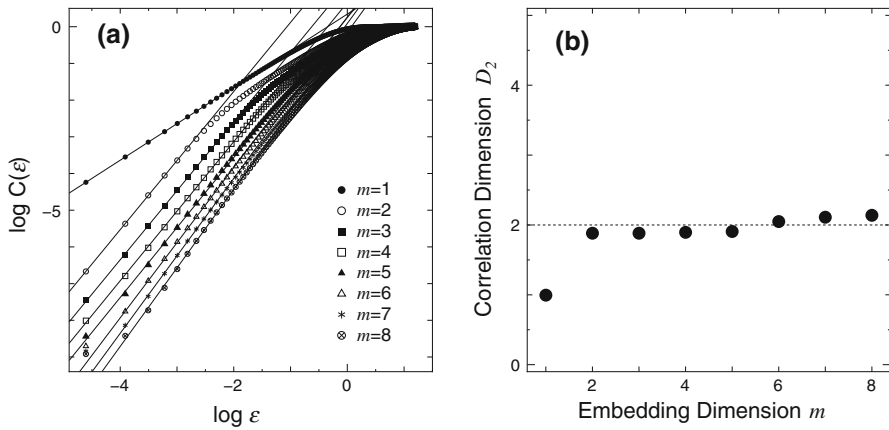 (a)
0
−5
log C(ε)
m=1
m=2
m=3
m=4
m=5
m=6
m=7
m=8
−4
−2
0
log ε
(b)
4
2
0
Correlation Dimension D₂
2
4
6
8
Embedding Dimension m